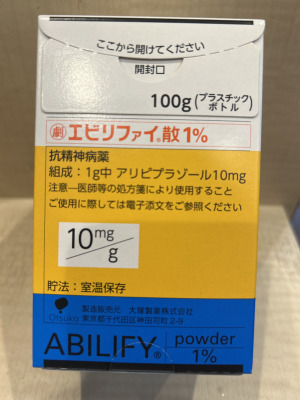 ここから開けてください
開封口
100g(プラスチックボトル)
劇 エビリファイ®散1%
抗精神病薬
組成：1g中 アリピプラゾール10mg
注意―医師等の処方箋により使用すること
ご使用に際しては電子添文をご参照ください
10mg/g
貯法：室温保存
製造販売元 大塚製薬株式会社
Otsuka 東京都千代田区神田司町2-9
ABILIFY® powder 1%